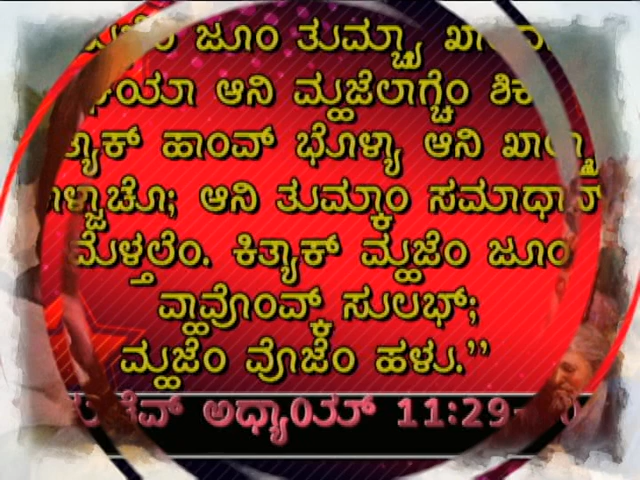 ಜೂಂ ತುಮ್ಚ್ಯಾ
ಆನಿ ಮ್ಹಜೆಲಾಗ್ಚೆಂ
ಹಾಂವ್ ಭೊಳ್ಯಾ ಆನಿ
ಆನಿ ತುಮ್ಕಾಂ ಸಮಾಧಾನ್
ಮೆಳ್ತಲೆಂ. ಕಿತ್ಯಾಕ್ ಮ್ಹಜೆಂ ಜೂಂ
ವ್ಹಾವೊಂವ್ಕ್ ಸುಲಭ್;
ಮ್ಹಜೆಂ ವೊಜೆಂ ಹಳು."
ಅಧ್ಯಾಯ್ 11:29-